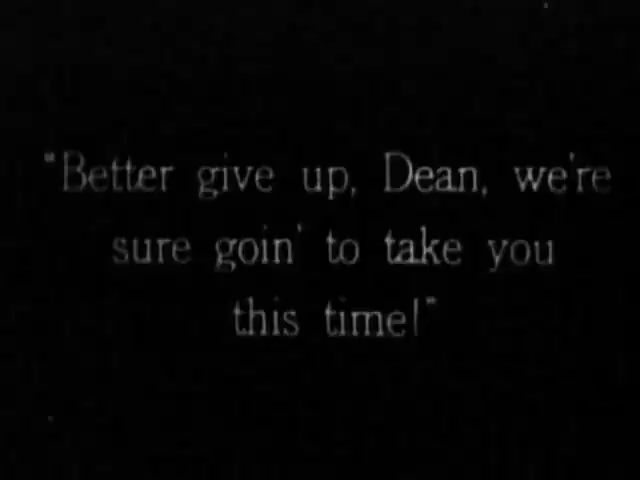 "Better give up, Dean, we're
sure goin' to take you
this time!"